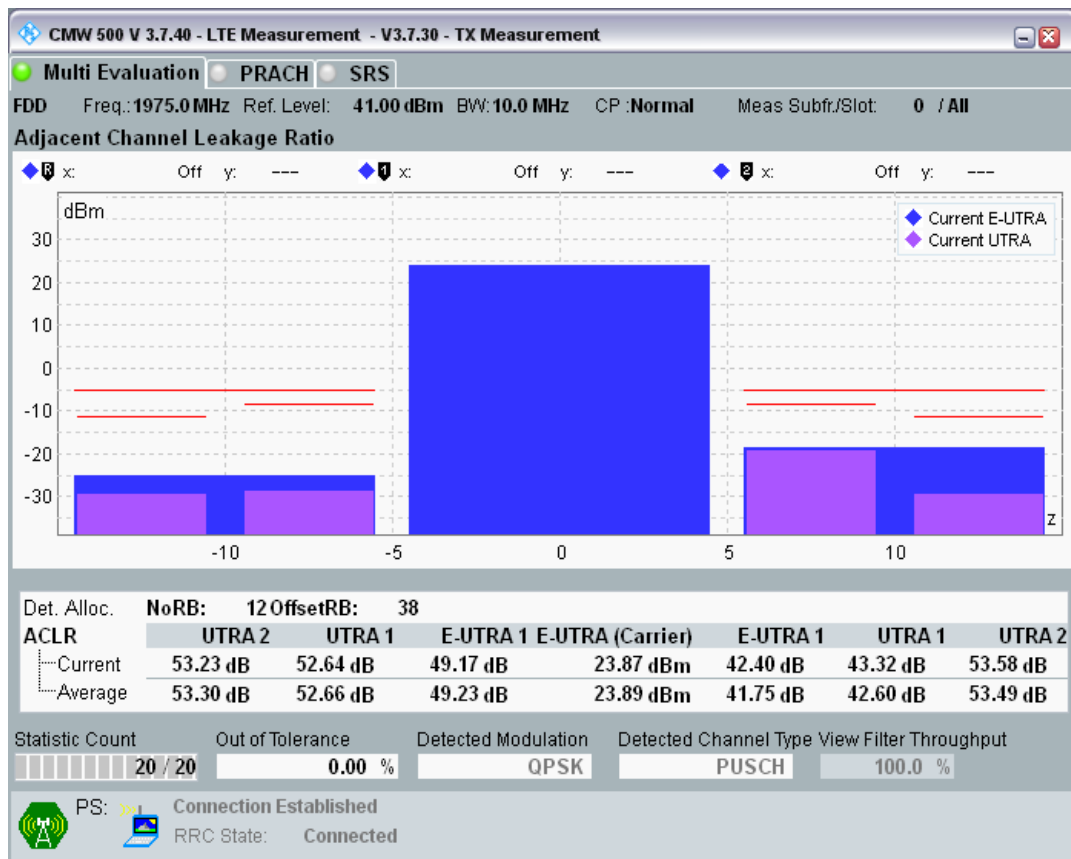 CMW 500 V 3.7.40 - LTE Measurement - V3.7.30 - TX Measurement
Multi Evaluation PRACH SRS
FDD Freq.: 1975.0 MHz Ref. Level: 41.00 dBm BW: 10.0 MHz CP :Normal Meas Subfr./Slot: 0 / All
Adjacent Channel Leakage Ratio
R x: Off y: --- 1 x: Off y: --- 2 x: Off y: ---
dBm
Current E-UTRA
Current UTRA
30
20
10
0
-10
-20
-30
z
-10 -5 0 5 10
Det. Alloc. NoRB: 12 OffsetRB: 38
ACLR UTRA 2 UTRA 1 E-UTRA 1 E-UTRA (Carrier) E-UTRA 1 UTRA 1 UTRA 2
Current 53.23 dB 52.64 dB 49.17 dB 23.87 dBm 42.40 dB 43.32 dB 53.58 dB
Average 53.30 dB 52.66 dB 49.23 dB 23.89 dBm 41.75 dB 42.60 dB 53.49 dB
Statistic Count Out of Tolerance Detected Modulation Detected Channel Type View Filter Throughput
20 / 20 0.00 % QPSK PUSCH 100.0 %
PS: Connection Established
RRC State: Connected